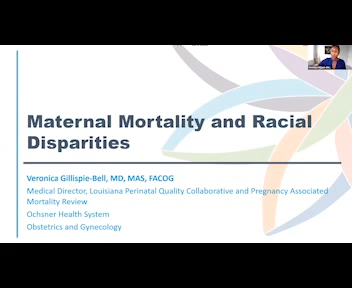 Maternal Mortality and Racial
Disparities
Veronica Gillispie-Bell, MD, MAS, FACOG
Medical Director, Louisiana Perinatal Quality Collaborative and Pregnancy Associated
Mortality Review
Ochsner Health System
Obstetrics and Gynecology